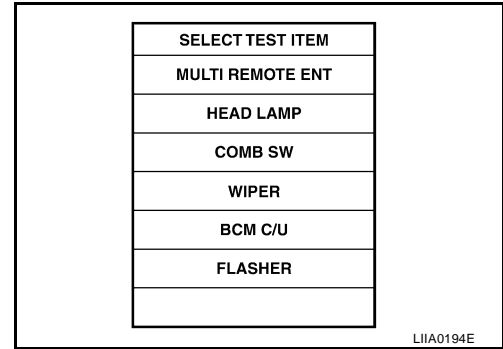 SELECT TEST ITEM
MULTI REMOTE ENT
HEAD LAMP
COMB SW
WIPER
BCM C/U
FLASHER
LIIA0194E